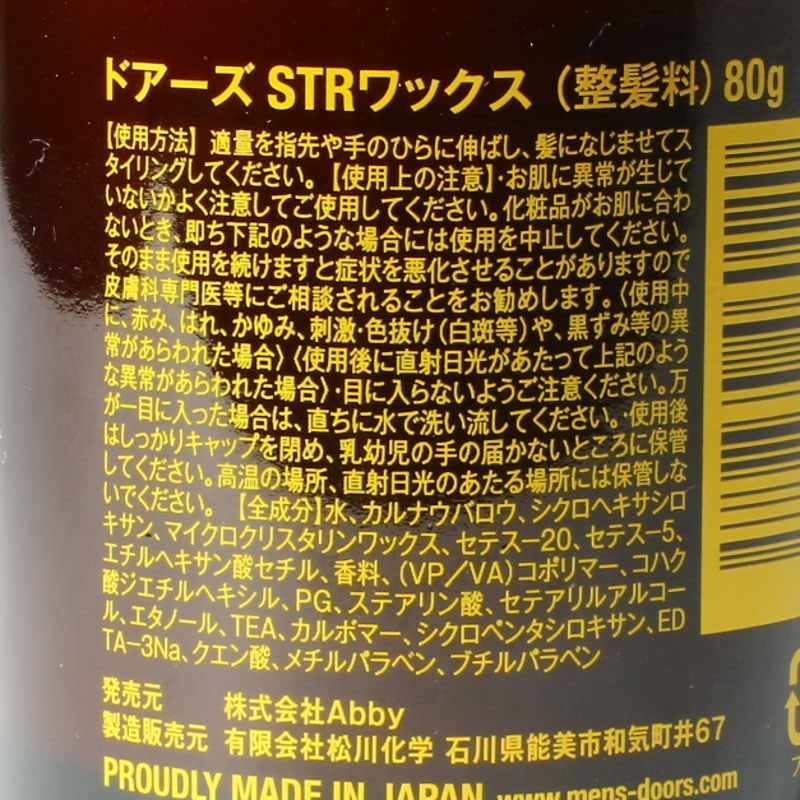 ドアーズ STRワックス（整髪料）80g
【使用方法】 適量を指先や手のひらに伸ばし、髪になじませてス
タイリングしてください。【使用上の注意】・お肌に異常が生じて
いないかよく注意してご使用してください。化粧品がお肌に合わ
ないとき、即ち下記のような場合には使用を中止してください。
そのまま使用を続けますと症状を悪化させることがありますので
皮膚科専門医等にご相談されることをお勧めします。〈使用中
に、赤み、はれ、かゆみ、刺激・色抜け（白斑等）や、黒ずみ等の異
常があらわれた場合〉〈使用後に直射日光があたって上記のよう
な異常があらわれた場合〉・目に入らないようご注意ください。万
が一目に入った場合は、直ちに水で洗い流してください。使用後
はしっかりキャップを閉め、乳幼児の手の届かないところに保管
してください。高温の場所、直射日光のあたる場所には保管しな
いでください。 【全成分】水、カルナウバロウ、シクロヘキサシロ
キサン、マイクロクリスタリンワックス、セテスー20、セテスー5、
エチルヘキサン酸セチル、香料、（VP／VA）コポリマー、コハク
酸ジエチルヘキシル、PG、ステアリン酸、セテアリルアルコー
ル、エタノール、TEA、カルボマー、シクロペンタシロキサン、ED
TA-3Na、クエン酸、メチルパラベン、ブチルパラベン
発売元 株式会社Abby
製造販売元 有限会社松川化学 石川県能美市和気町井67
PROUDLY MADE IN JAPAN www.mens-doors.com